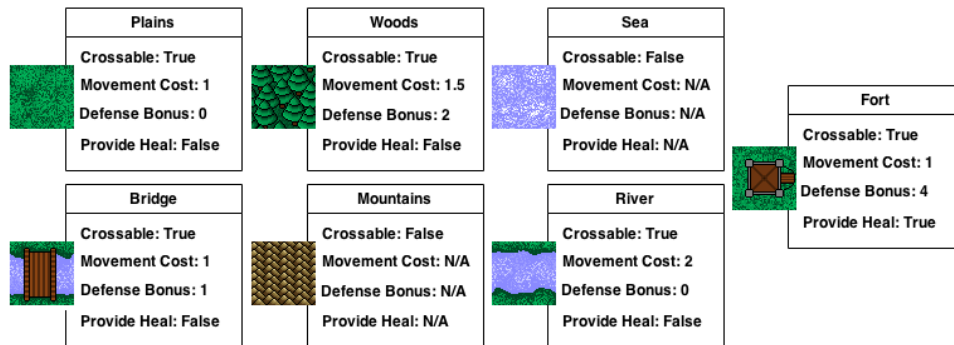 Plains
Crossable: True
Movement Cost: 1
Defense Bonus: 0
Provide Heal: False
Woods
Crossable: True
Movement Cost: 1.5
Defense Bonus: 2
Provide Heal: False
Sea
Crossable: False
Movement Cost: N/A
Defense Bonus: N/A
Provide Heal: N/A
Fort
Crossable: True
Movement Cost: 1
Defense Bonus: 4
Provide Heal: True
Bridge
Crossable: True
Movement Cost: 1
Defense Bonus: 1
Provide Heal: False
Mountains
Crossable: False
Movement Cost: N/A
Defense Bonus: N/A
Provide Heal: N/A
River
Crossable: True
Movement Cost: 2
Defense Bonus: 0
Provide Heal: False